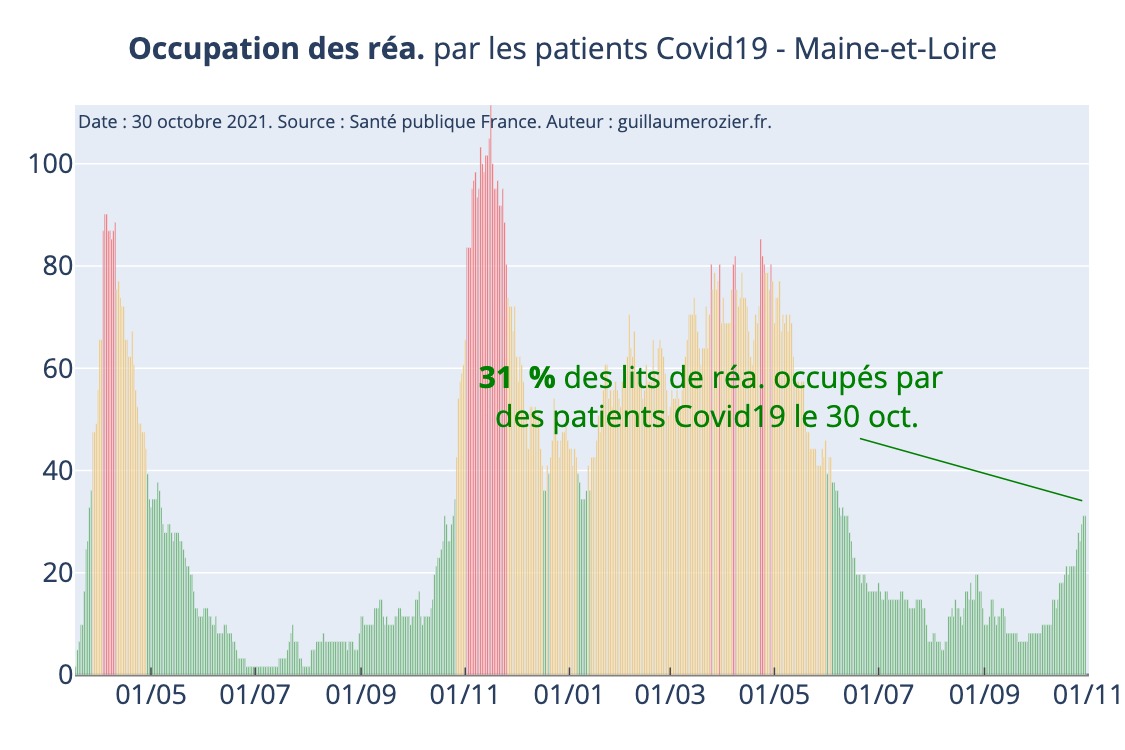 Occupation des réa. par les patients Covid19 - Maine-et-Loire
Date : 30 octobre 2021. Source : Santé publique France. Auteur : guillaumerozier.fr.
100
80
60
40
20
0
31 % des lits de réa. occupés par
des patients Covid19 le 30 oct.
01/05 01/07 01/09 01/11 01/01 01/03 01/05 01/07 01/09 01/11